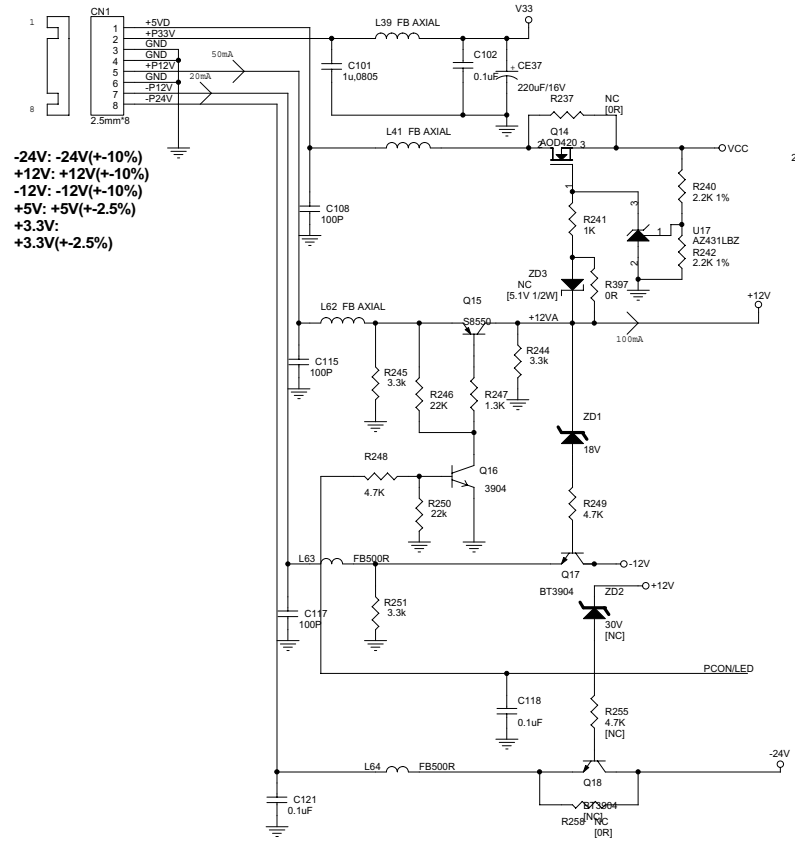 CN1
1
8
1 +5VD
2 +P33V
3 GND
4 GND
5 +P12V
6 GND
7 -P12V
8 -P24V
2.5mm*8
50mA
20mA
L39 FB AXIAL
V33
C101
1u,0805
C102
0.1uF
+
CE37
220uF/16V
R237
NC
[0R]
Q14
AOD420
2
3
1
L41 FB AXIAL
VCC
2
-24V: -24V(+-10%)
+12V: +12V(+-10%)
-12V: -12V(+-10%)
+5V: +5V(+-2.5%)
+3.3V:
+3.3V(+-2.5%)
C108
100P
R241
1K
3
1
2
R240
2.2K 1%
U17
AZ431LBZ
R242
2.2K 1%
ZD3
NC
[5.1V 1/2W]
R397
0R
L62 FB AXIAL
Q15
S8550
+12VA
+12V
100mA
C115
100P
R245
3.3k
R246
22K
R247
1.3K
R244
3.3k
ZD1
18V
R248
4.7K
Q16
3904
R250
22k
R249
4.7K
L63 FB500R
Q17
-12V
BT3904
ZD2
+12V
30V
[NC]
C117
100P
R251
3.3k
PCON/LED
C118
0.1uF
R255
4.7K
[NC]
L64 FB500R
-24V
Q18
BT3904
[NC]
C121
0.1uF
R258
NC
[0R]